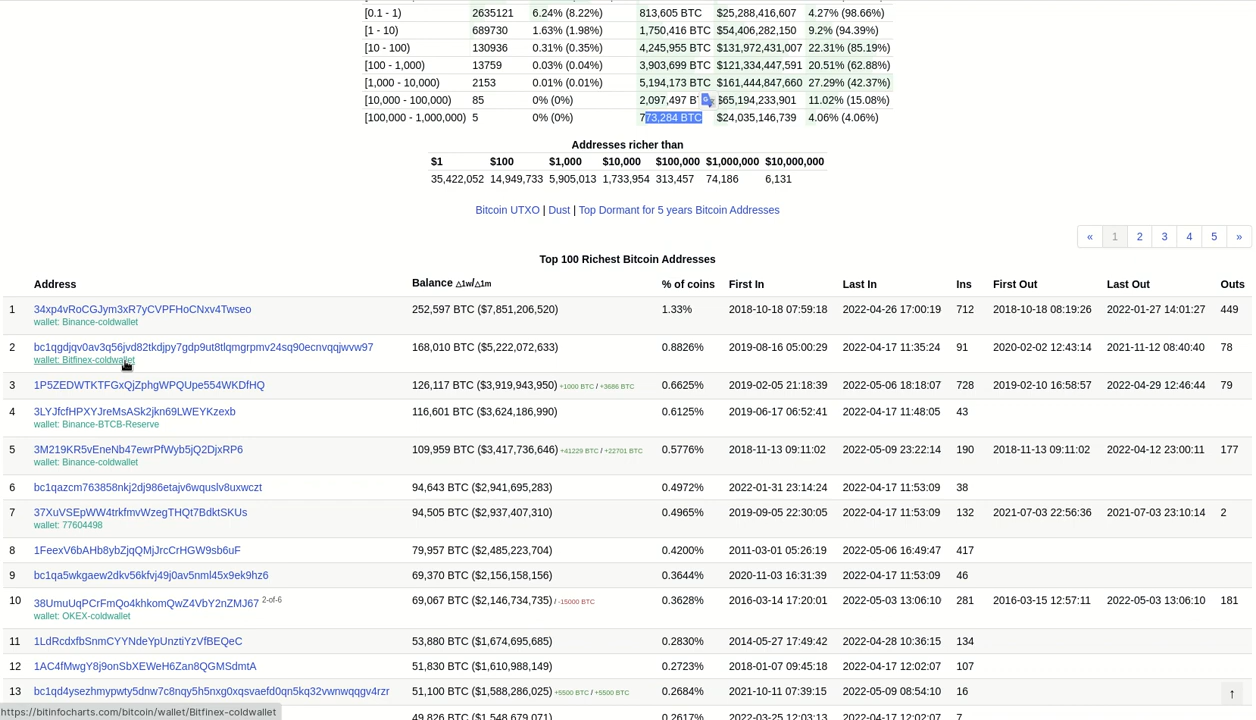 [0.1 - 1) 2635121 6.24% (8.22%) 813,605 BTC $25,288,416,607 4.27% (98.66%)
[1 - 10) 689730 1.63% (1.98%) 1,750,416 BTC $54,406,282,150 9.2% (94.39%)
[10 - 100) 130936 0.31% (0.35%) 4,245,955 BTC $131,972,431,007 22.31% (85.19%)
[100 - 1,000) 13759 0.03% (0.04%) 3,903,699 BTC $121,334,447,591 20.51% (62.88%)
[1,000 - 10,000) 2153 0.01% (0.01%) 5,194,173 BTC $161,444,847,660 27.29% (42.37%)
[10,000 - 100,000) 85 0% (0%) 2,097,497 $65,194,233,901 11.02% (15.08%)
[100,000 - 1,000,000) 5 0% (0%) 773,284 BTC $24,035,146,739 4.06% (4.06%)
Addresses richer than
$1 $100 $1,000 $10,000 $100,000 $1,000,000 $10,000,000
35,422,052 14,949,733 5,905,013 1,733,954 313,457 74,186 6,131
Bitcoin UTXO | Dust | Top Dormant for 5 years Bitcoin Addresses
« 1 2 3 4 5 »
Top 100 Richest Bitcoin Addresses
Address Balance △1w/△1m % of coins First In Last In Ins First Out Last Out Outs
1 34xp4vRoCGJym3xR7yCVPFHoCNxv4Twseo 252,597 BTC ($7,851,206,520) 1.33% 2018-10-18 07:59:18 2022-04-26 17:00:19 712 2018-10-18 08:19:26 2022-01-27 14:01:27 449
wallet: Binance-coldwallet
2 bc1qgdjqv0av3q56jvd82tkdjpy7gdp9ut8tlqmgrpmv24sq90ecnvqqjwvw97 168,010 BTC ($5,222,072,633) 0.8826% 2019-08-16 05:00:29 2022-04-17 11:35:24 91 2020-02-02 12:43:14 2021-11-12 08:40:40 78
wallet: Bitfinex-coldwallet
3 1P5ZEDWTKTFGxQjZphgWPQUpe554WKDfHQ 126,117 BTC ($3,919,943,950) +1000 BTC / +3686 BTC 0.6625% 2019-02-05 21:18:39 2022-05-06 18:18:07 728 2019-02-10 16:58:57 2022-04-29 12:46:44 79
4 3LYJfcfHPXYJreMsASk2jkn69LWEYKzexb 116,601 BTC ($3,624,186,990) 0.6125% 2019-06-17 06:52:41 2022-04-17 11:48:05 43
wallet: Binance-BTCB-Reserve
5 3M219KR5vEneNb47ewrPfWyb5jQ2DjxRP6 109,959 BTC ($3,417,736,646) +41229 BTC / +22701 BTC 0.5776% 2018-11-13 09:11:02 2022-05-09 23:22:14 190 2018-11-13 09:11:02 2022-04-12 23:00:11 177
wallet: Binance-coldwallet
6 bc1qazcm763858nkj2dj986etajv6wquslv8uxwczt 94,643 BTC ($2,941,695,283) 0.4972% 2022-01-31 23:14:24 2022-04-17 11:53:09 38
7 37XuVSEpWW4trkfmvWzegTHQt7BdktSKUs 94,505 BTC ($2,937,407,310) 0.4965% 2019-09-05 22:30:05 2022-04-17 11:53:09 132 2021-07-03 22:56:36 2021-07-03 23:10:14 2
wallet: 77604498
8 1FeexV6bAHb8ybZjqQMjJrcCrHGW9sb6uF 79,957 BTC ($2,485,223,704) 0.4200% 2011-03-01 05:26:19 2022-05-06 16:49:47 417
9 bc1qa5wkgaew2dkv56kfvj49j0av5nml45x9ek9hz6 69,370 BTC ($2,156,158,156) 0.3644% 2020-11-03 16:31:39 2022-04-17 11:53:09 46
10 38UmuUqPCrFmQo4khkomQwZ4VbY2nZMJ67 2-of-6 69,067 BTC ($2,146,734,735) / -15000 BTC 0.3628% 2016-03-14 17:20:01 2022-05-03 13:06:10 281 2016-03-15 12:57:11 2022-05-03 13:06:10 181
wallet: OKEX-coldwallet
11 1LdRcdxfbSnmCYYNdeYpUnztiYzVfBEQeC 53,880 BTC ($1,674,695,685) 0.2830% 2014-05-27 17:49:42 2022-04-28 10:36:15 134
12 1AC4fMwgY8j9onSbXEWeH6Zan8QGMSdmtA 51,830 BTC ($1,610,988,149) 0.2723% 2018-01-07 09:45:18 2022-04-17 12:02:07 107
13 bc1qd4ysezhmypwty5dnw7c8nqy5h5nxg0xqsvaefd0qn5kq32vwnwqqgv4rzr 51,100 BTC ($1,588,286,025) +5500 BTC / +5500 BTC 0.2684% 2021-10-11 07:39:15 2022-05-09 08:54:10 16
49,826 BTC ($1,548,679,071) 0.2617% 2022-03-25 12:03:13 2022-04-17 12:02:07 7
https://bitinfocharts.com/bitcoin/wallet/Bitfinex-coldwallet